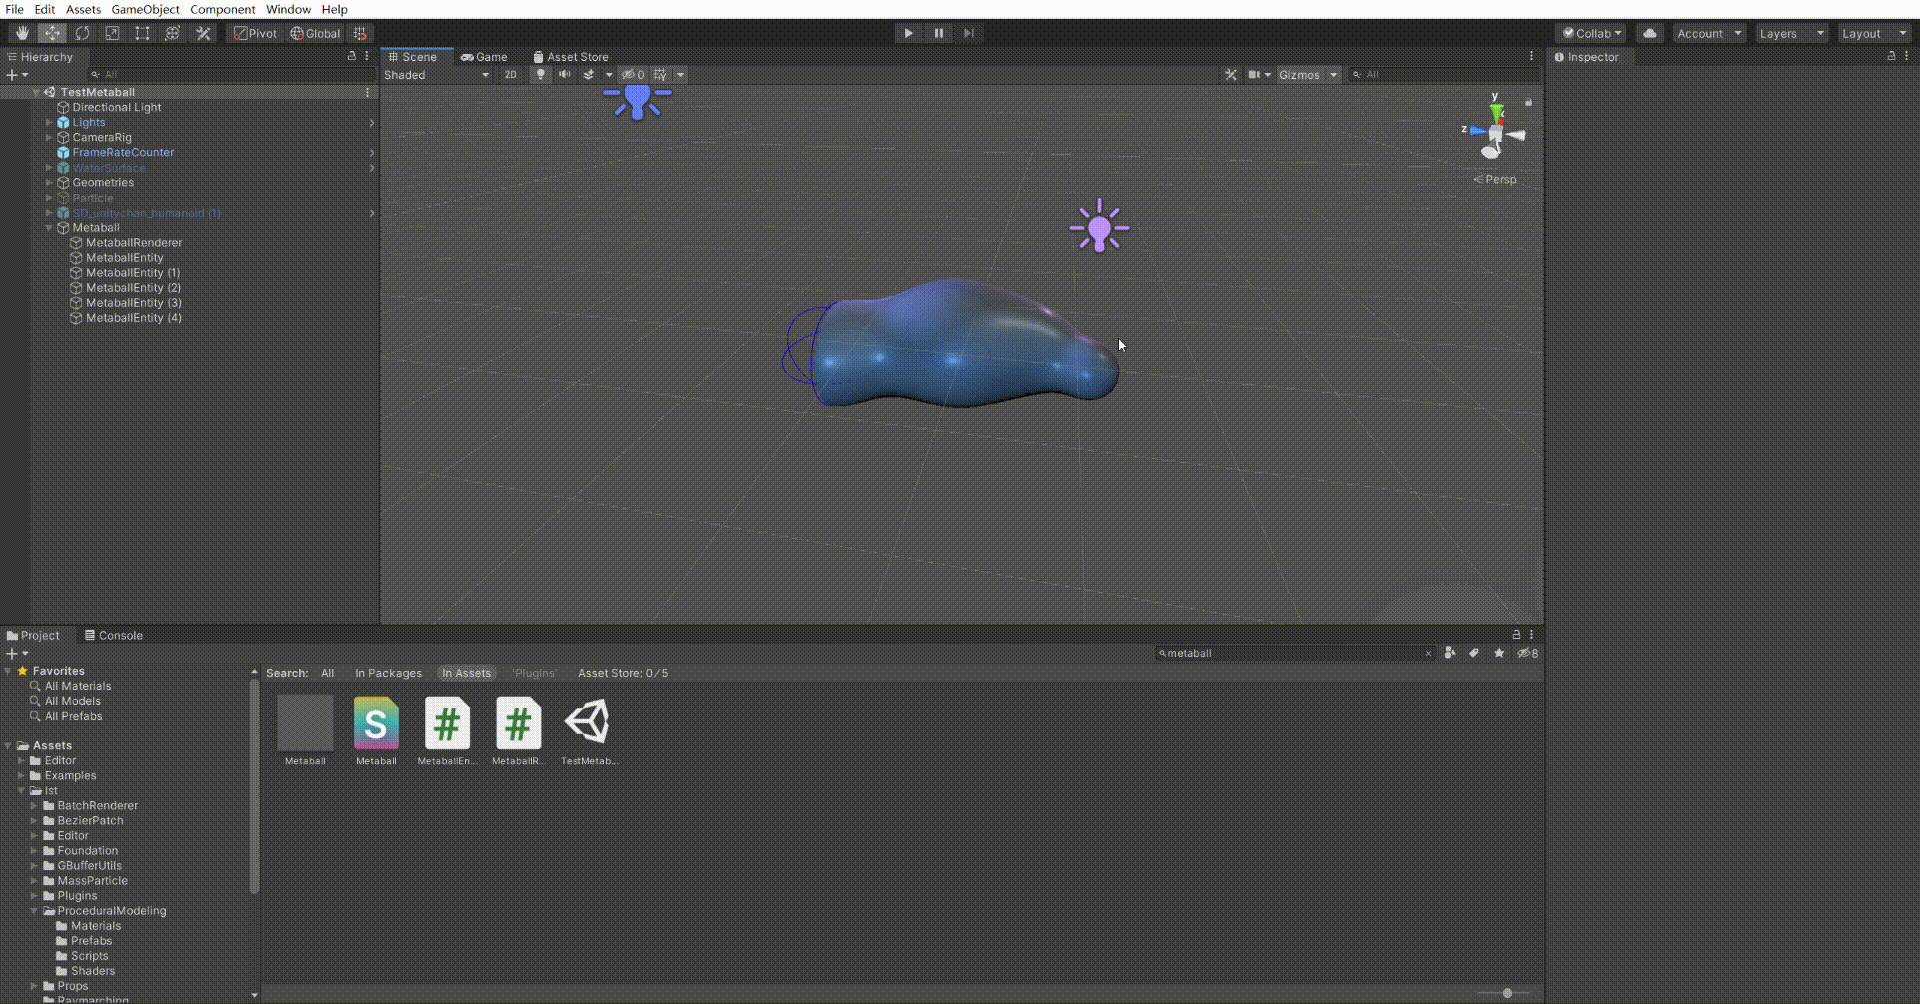 File Edit Assets GameObject Component Window Help
Pivot Global Collab Account Layers Layout
Hierarchy
All
TestMetaball
Directional Light
Lights
CameraRig
FrameRateCounter
WaterSurface
Geometries
Particle
SD_unitychan_humanoid (1)
Metaball
MetaballRenderer
MetaballEntity
MetaballEntity (1)
MetaballEntity (2)
MetaballEntity (3)
MetaballEntity (4)
Scene Game Asset Store
Shaded 2D 0 Gizmos All
y
z
Persp
Inspector
Project Console
metaball 8
Favorites
All Materials
All Models
All Prefabs
Assets
Editor
Examples
Ist
BatchRenderer
BezierPatch
Editor
Foundation
GBufferUtils
MassParticle
Plugins
ProceduralModeling
Materials
Prefabs
Scripts
Shaders
Props
Raymarching
Search: All In Packages In Assets 'Plugins' Asset Store: 0/5
S # #
Metaball Metaball MetaballEn... MetaballR... TestMetab...